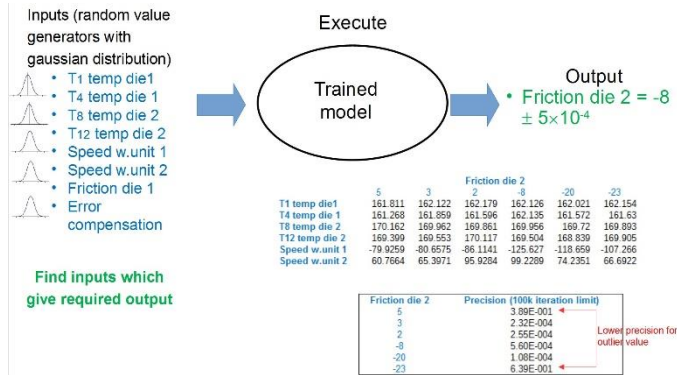 Inputs (random value
generators with
gaussian distribution)
• T1 temp die1
• T4 temp die 1
• T8 temp die 2
• T12 temp die 2
• Speed w.unit 1
• Speed w.unit 2
• Friction die 1
• Error
compensation
Find inputs which
give required output
Execute
Trained
model
Output
• Friction die 2 = -8
± 5×10-4
Friction die 2
5 3 2 -8 -20 -23
T1 temp die1 161.811 162.122 162.179 162.126 162.021 162.154
T4 temp die 1 161.268 161.859 161.596 162.135 161.572 161.63
T8 temp die 2 170.162 169.962 169.861 169.956 169.72 169.893
T12 temp die 2 169.399 169.553 170.117 169.504 168.839 169.905
Speed w.unit 1 -79.9259 -80.6575 -86.1141 -125.627 -118.659 -107.266
Speed w.unit 2 60.7664 65.3971 95.9284 99.2289 74.2351 66.6922
Friction die 2 Precision (100k iteration limit)
5 3.89E-001
3 2.32E-004
2 2.55E-004
-8 5.60E-004
-20 1.08E-004
-23 6.39E-001
Lower precision for
outlier value